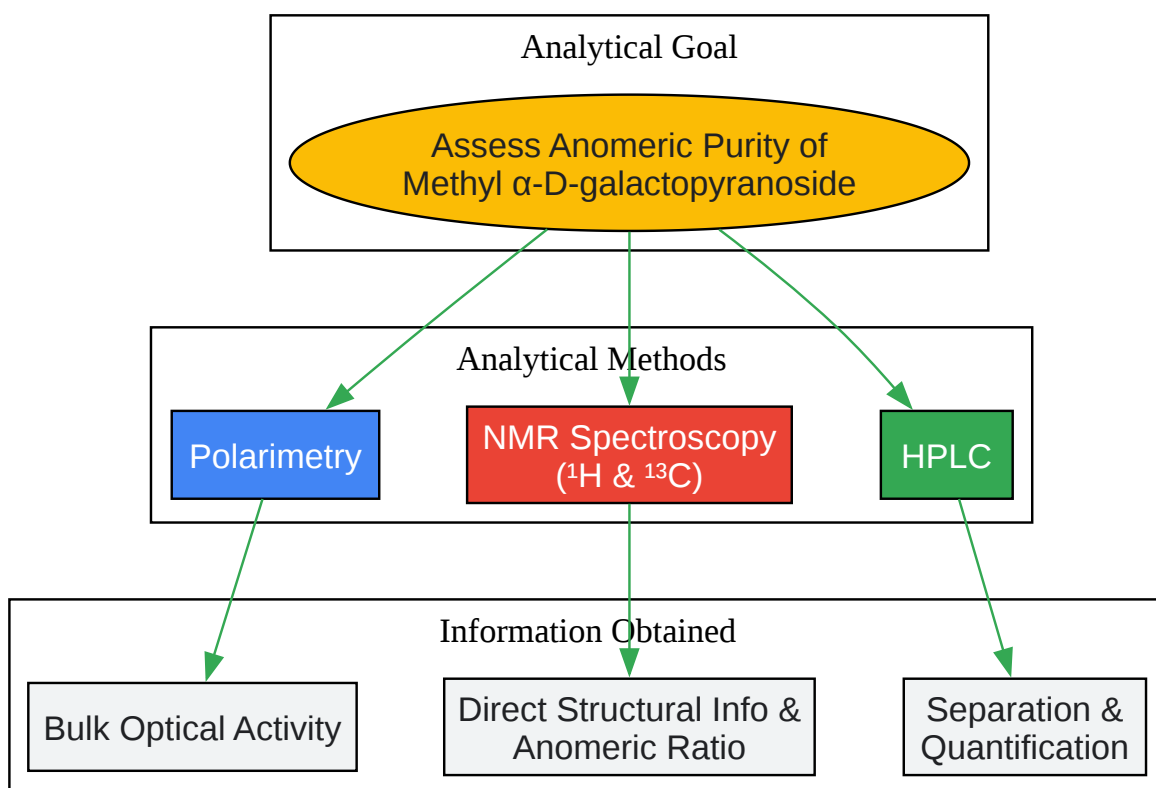 Analytical Goal
Assess Anomeric Purity of
Methyl α-D-galactopyranoside
Analytical Methods
Polarimetry
NMR Spectroscopy
(¹H & ¹³C)
HPLC
Information Obtained
Bulk Optical Activity
Direct Structural Info &
Anomeric Ratio
Separation &
Quantification